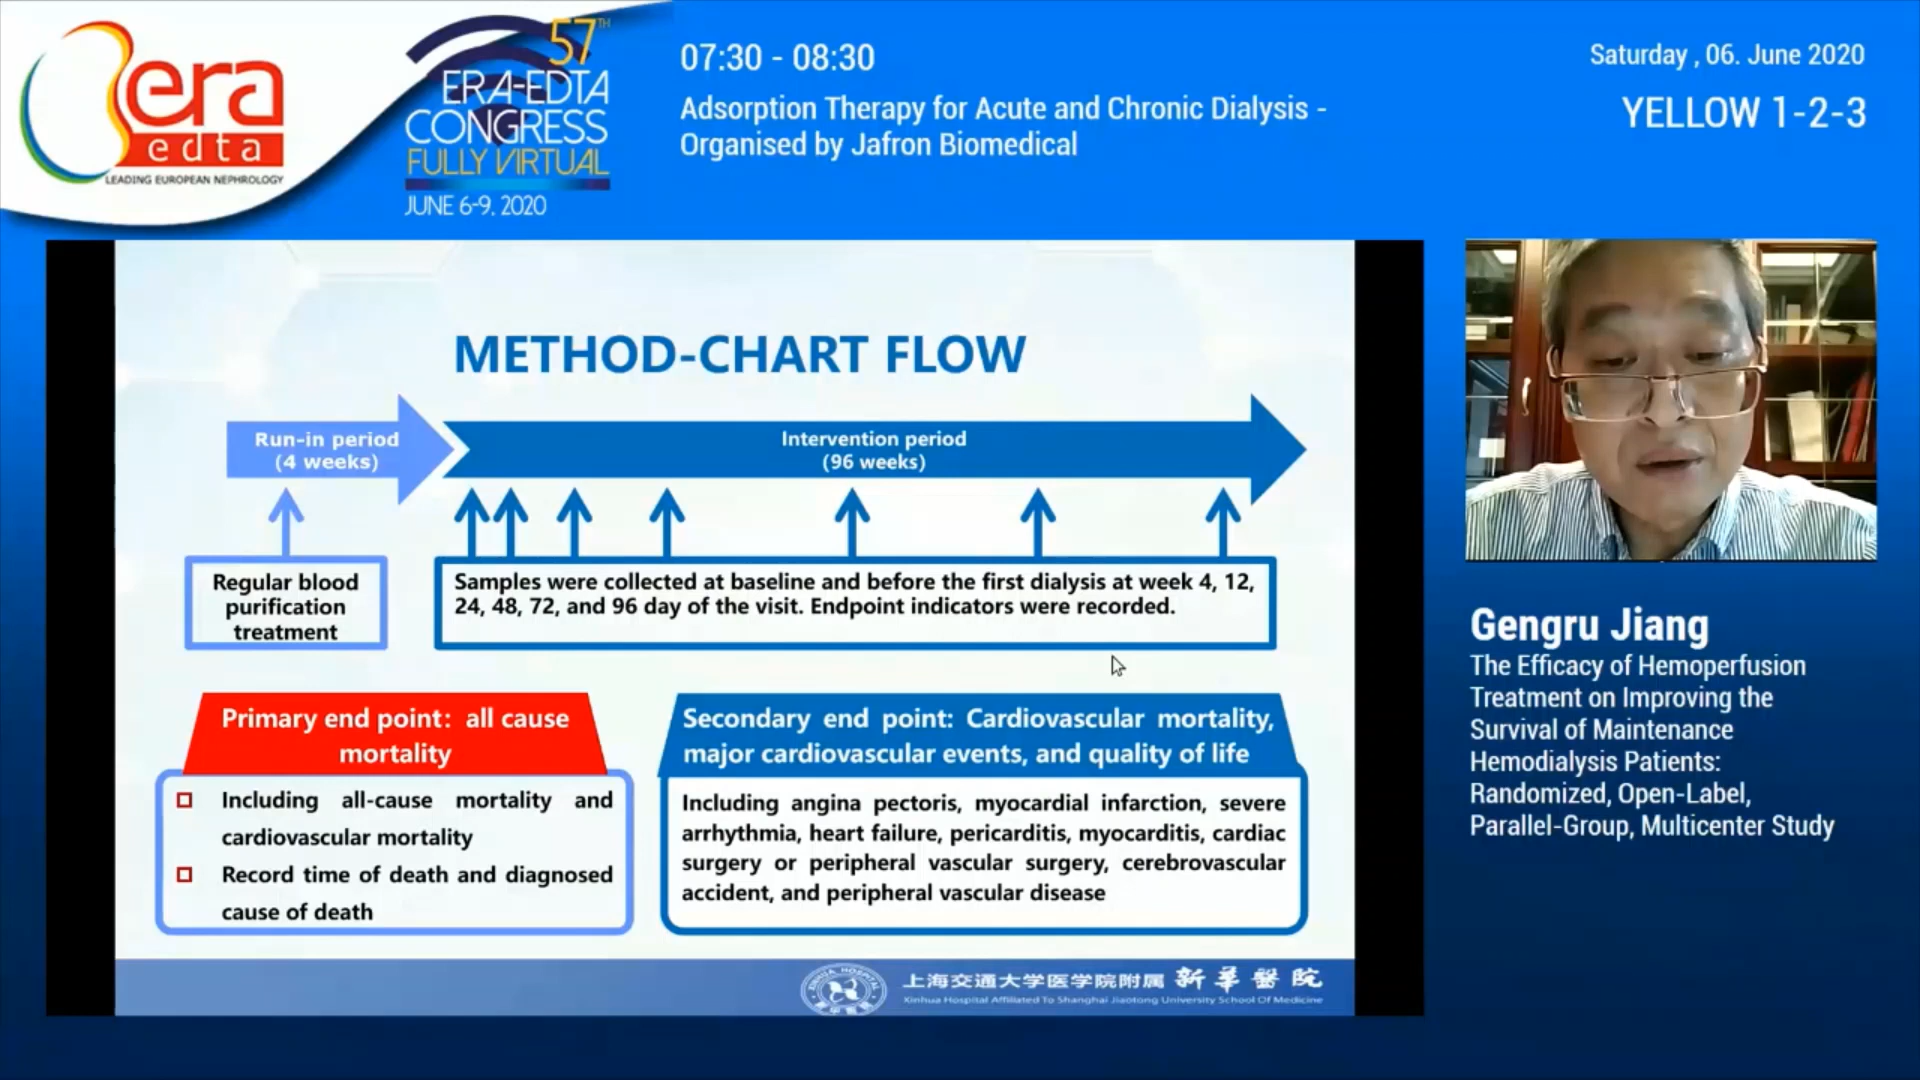 era
edta
LEADING EUROPEAN NEPHROLOGY
57TH
ERA-EDTA
CONGRESS
FULLY VIRTUAL
JUNE 6-9, 2020
07:30 - 08:30
Adsorption Therapy for Acute and Chronic Dialysis -
Organised by Jafron Biomedical
Saturday , 06. June 2020
YELLOW 1-2-3
METHOD-CHART FLOW
Run-in period
(4 weeks)
Intervention period
(96 weeks)
Regular blood
purification
treatment
Samples were collected at baseline and before the first dialysis at week 4, 12,
24, 48, 72, and 96 day of the visit. Endpoint indicators were recorded.
Primary end point: all cause
mortality
Including all-cause mortality and
cardiovascular mortality
Record time of death and diagnosed
cause of death
Secondary end point: Cardiovascular mortality,
major cardiovascular events, and quality of life
Including angina pectoris, myocardial infarction, severe
arrhythmia, heart failure, pericarditis, myocarditis, cardiac
surgery or peripheral vascular surgery, cerebrovascular
accident, and peripheral vascular disease
XINHUA HOSPITAL
上海交通大学医学院附属 新華醫院
Xinhua Hospital Affiliated To Shanghai Jiaotong University School Of Medicine
Gengru Jiang
The Efficacy of Hemoperfusion
Treatment on Improving the
Survival of Maintenance
Hemodialysis Patients:
Randomized, Open-Label,
Parallel-Group, Multicenter Study